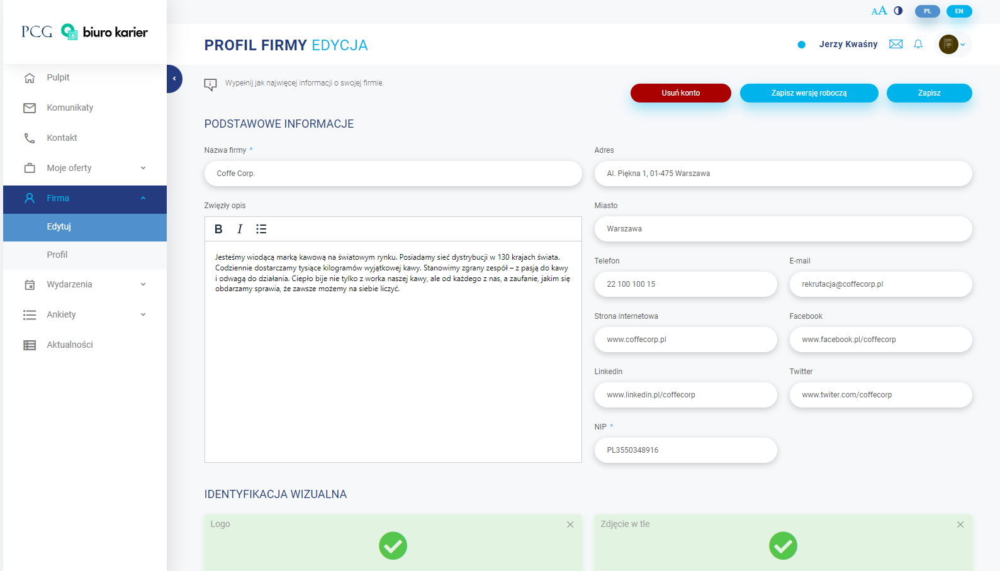 AA
PL
EN
PCG biuro karier
PROFIL FIRMY EDYCJA
Jerzy Kwaśny
Pulpit
Komunikaty
Kontakt
Moje oferty
Firma
Edytuj
Profil
Wydarzenia
Ankiety
Aktualności
Wypełnij jak najwięcej informacji o swojej firmie.
Usuń konto
Zapisz wersję roboczą
Zapisz
PODSTAWOWE INFORMACJE
Nazwa firmy *
Coffe Corp.
Zwięzły opis
B I
Jesteśmy wiodącą marką kawową na światowym rynku. Posiadamy sieć dystrybucji w 130 krajach świata.
Codziennie dostarczamy tysiące kilogramów wyjątkowej kawy. Stanowimy zgrany zespół – z pasją do kawy
i odwagą do działania. Ciepło bije nie tylko z worka naszej kawy, ale od każdego z nas, a zaufanie, jakim się
obdarzamy sprawia, że zawsze możemy na siebie liczyć.
Adres
Al. Piękna 1, 01-475 Warszawa
Miasto
Warszawa
Telefon
22 100 100 15
E-mail
rekrutacja@coffecorp.pl
Strona internetowa
www.coffecorp.pl
Facebook
www.facebook.pl/coffecorp
Linkedin
www.linkedin.pl/coffecorp
Twitter
www.twiter.com/coffecorp
NIP *
PL3550348916
IDENTYFIKACJA WIZUALNA
Logo
Zdjęcie w tle